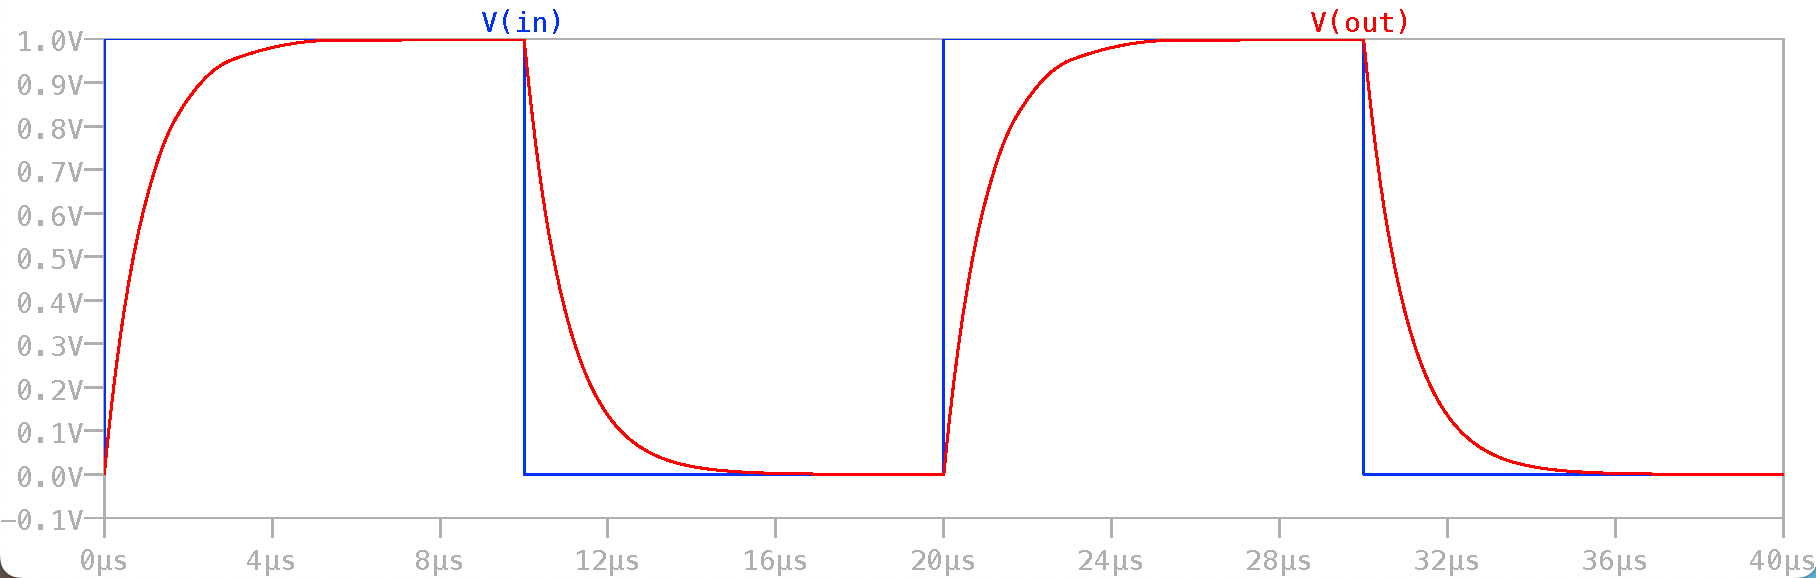 V(in) V(out)
1.0V
0.9V
0.8V
0.7V
0.6V
0.5V
0.4V
0.3V
0.2V
0.1V
0.0V
-0.1V
0µs 4µs 8µs 12µs 16µs 20µs 24µs 28µs 32µs 36µs 40µs